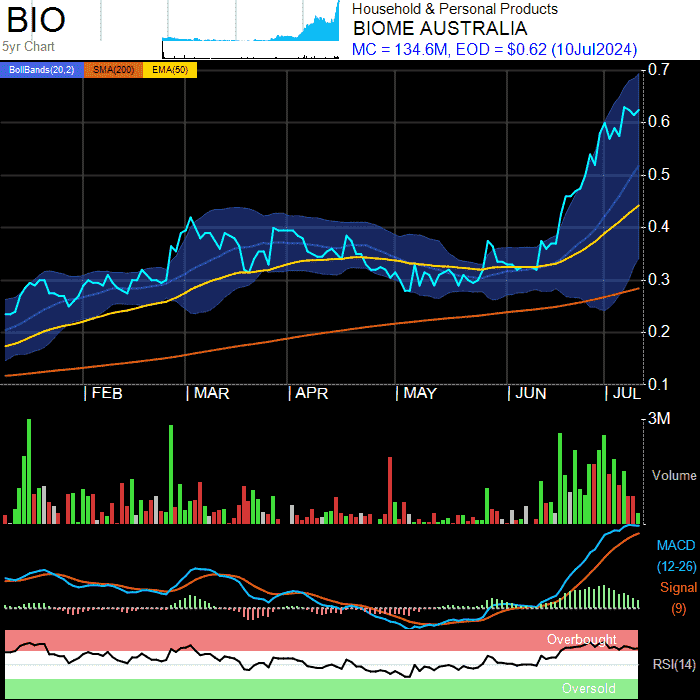 BIO
5yr Chart
Household & Personal Products
BIOME AUSTRALIA
MC = 134.6M, EOD = $0.62 (10Jul2024)
BollBands(20,2) SMA(200) EMA(50)
0.7
0.6
0.5
0.4
0.3
0.2
0.1
FEB MAR APR MAY JUN JUL
3M
Volume
MACD
(12-26)
Signal
(9)
Overbought
RSI(14)
Oversold